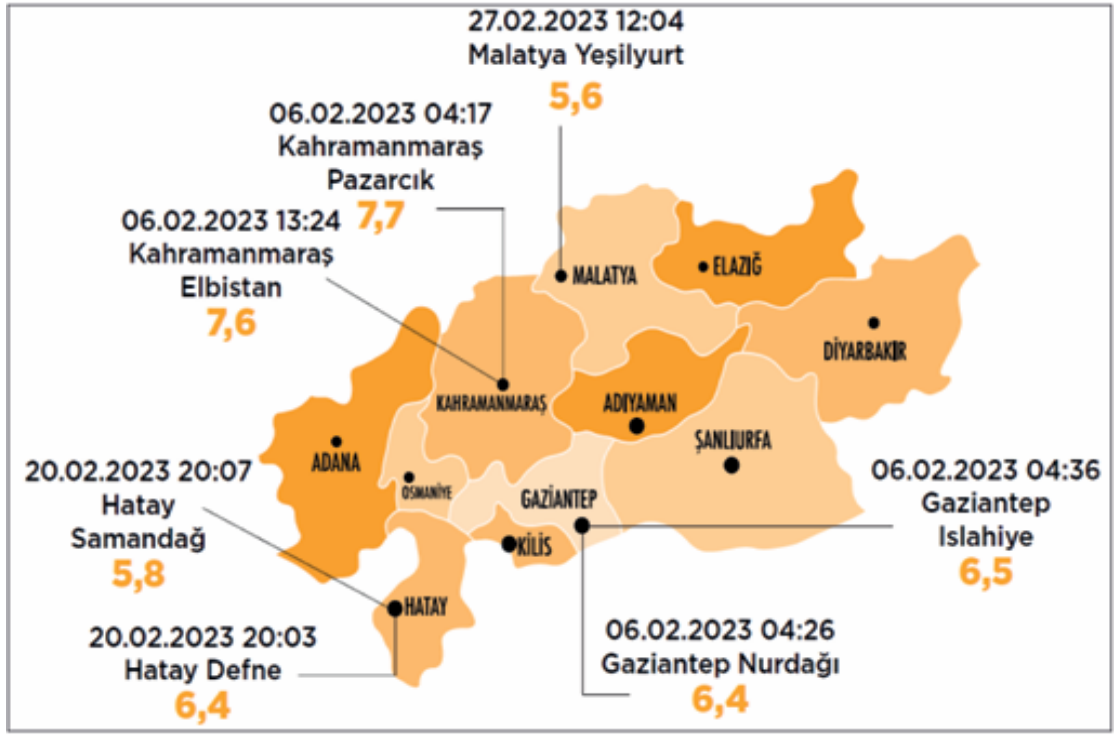 27.02.2023 12:04
Malatya Yeşilyurt
5,6
06.02.2023 04:17
Kahramanmaraş
Pazarcık
7,7
06.02.2023 13:24
Kahramanmaraş
Elbistan
7,6
MALATYA
ELAZIĞ
DİYARBAKIR
KAHRAMANMARAŞ
ADIYAMAN
ŞANLIURFA
ADANA
OSMANİYE
GAZİANTEP
KİLİS
HATAY
20.02.2023 20:07
Hatay
Samandağ
5,8
06.02.2023 04:36
Gaziantep
Islahiye
6,5
20.02.2023 20:03
Hatay Defne
6,4
06.02.2023 04:26
Gaziantep Nurdağı
6,4